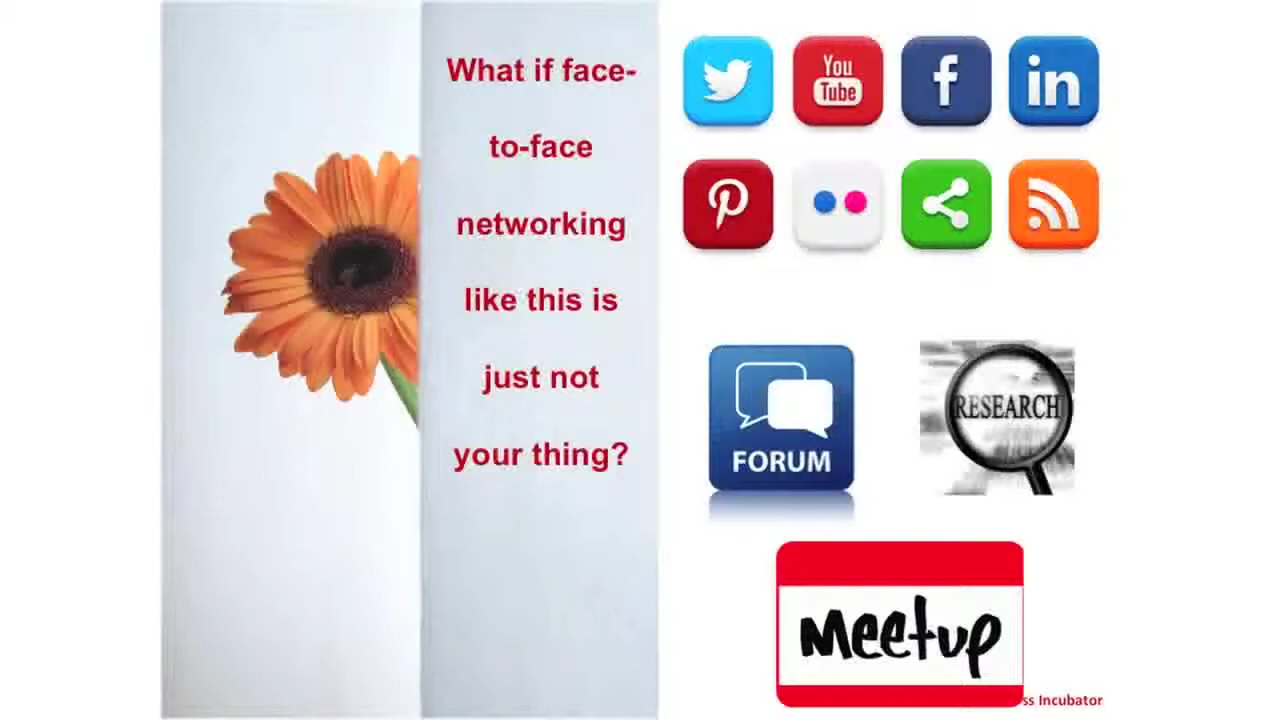 What if face-
to-face
networking
like this is
just not
your thing?
You
Tube
f
in
FORUM
RESEARCH
meetup
ss Incubator